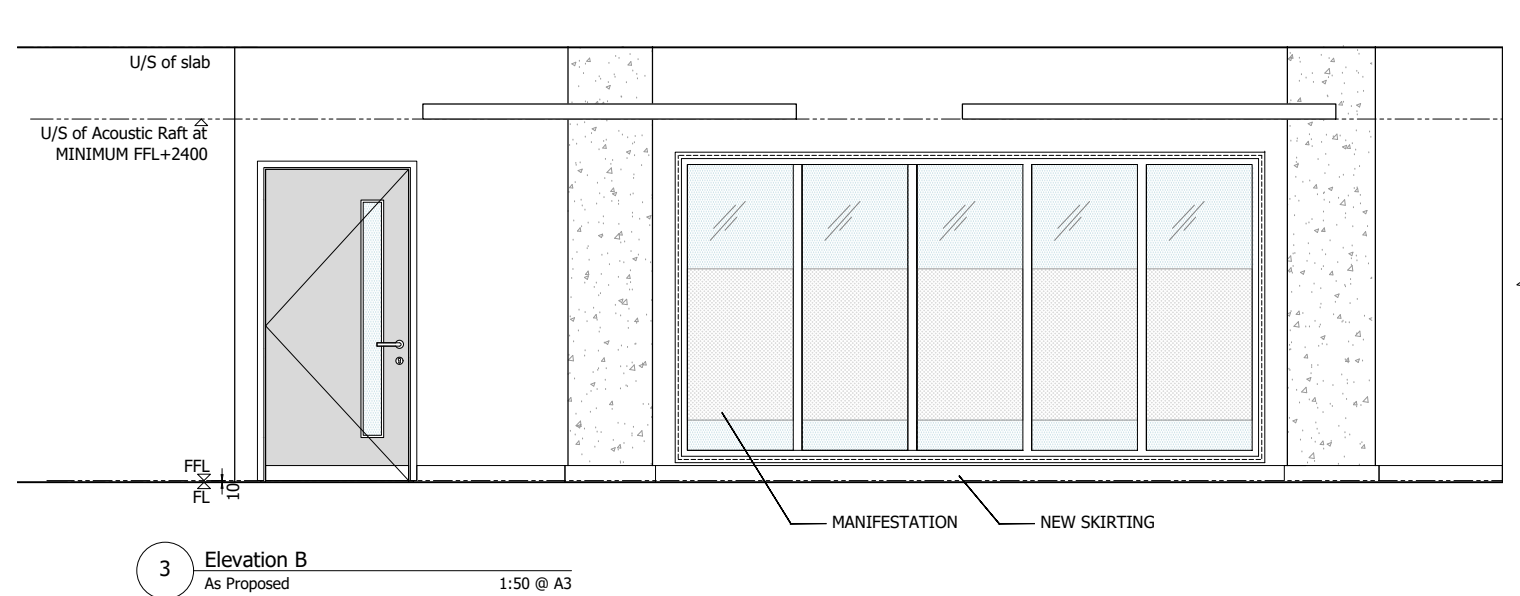 U/S of slab
U/S of Acoustic Raft at
MINIMUM FFL+2400
FFL
FL
10
MANIFESTATION
NEW SKIRTING
3
Elevation B
As Proposed
1:50 @ A3